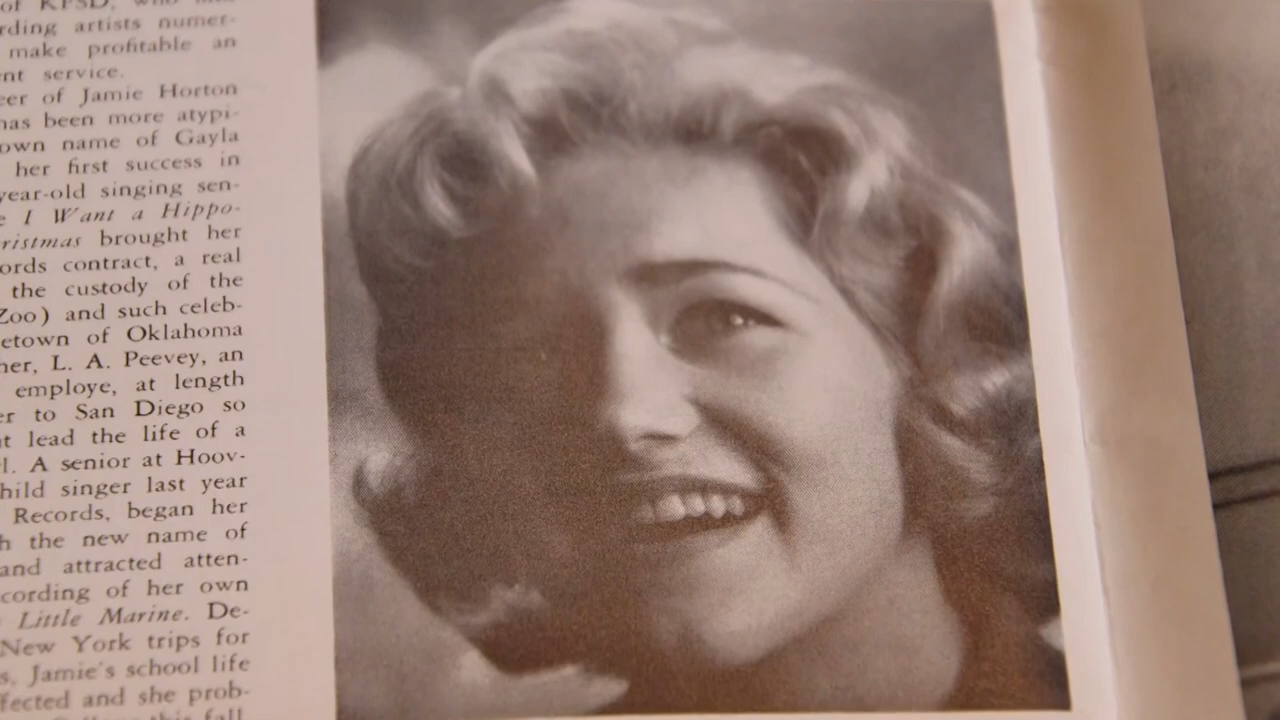 of KFSD, who
rding artists numer-
make profitable an
nt service.
eer of Jamie Horton
has been more atypi-
own name of Gayla
her first success in
year-old singing sen-
e I Want a Hippo-
ristmas brought her
ords contract, a real
the custody of the
Zoo) and such celeb-
etown of Oklahoma
her, L. A. Peevey, an
employe, at length
er to San Diego so
t lead the life of a
l. A senior at Hoov-
hild singer last year
Records, began her
h the new name of
and attracted atten-
cording of her own
Little Marine. De-
New York trips for
s, Jamie's school life
fected and she prob-
College this fall.